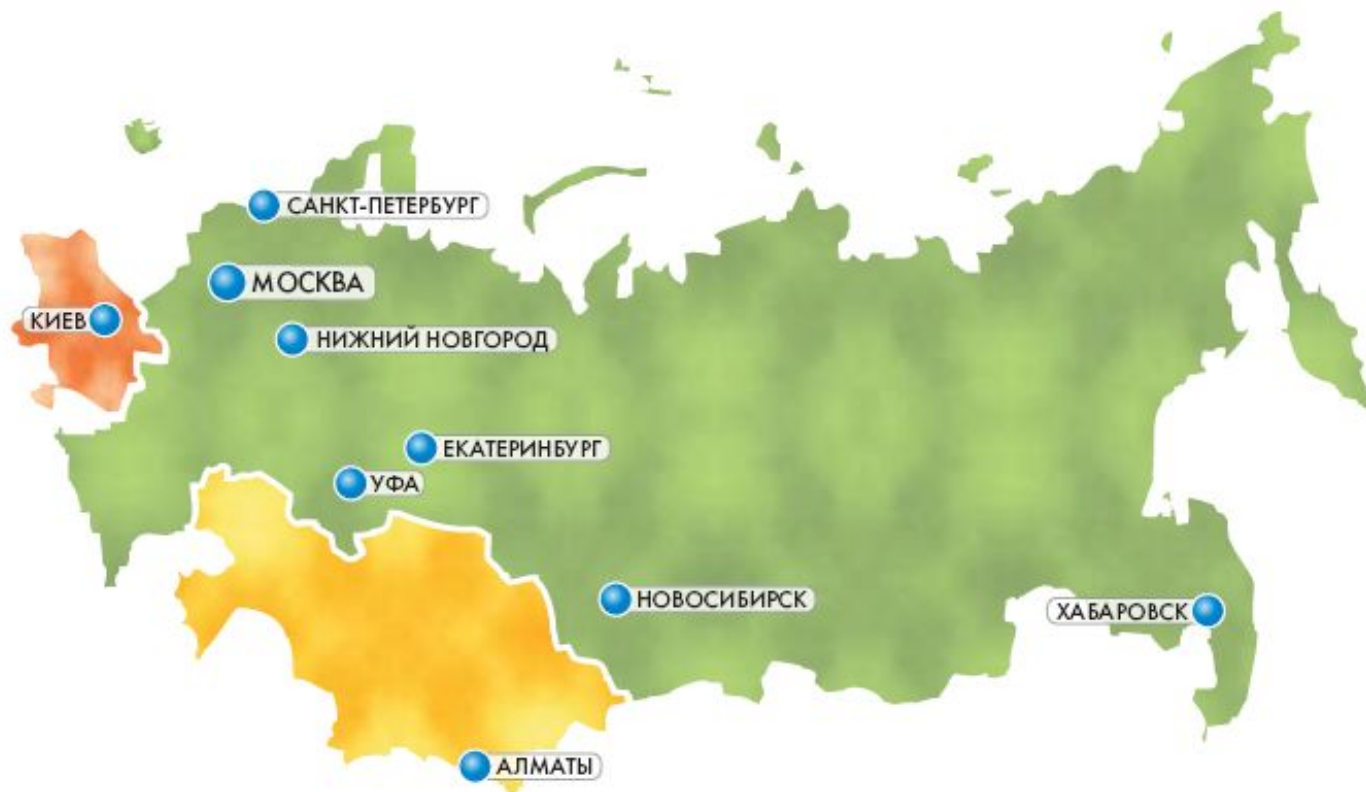 САНКТ-ПЕТЕРБУРГ
МОСКВА
КИЕВ
НИЖНИЙ НОВГОРОД
ЕКАТЕРИНБУРГ
УФА
НОВОСИБИРСК
ХАБАРОВСК
АЛМАТЫ